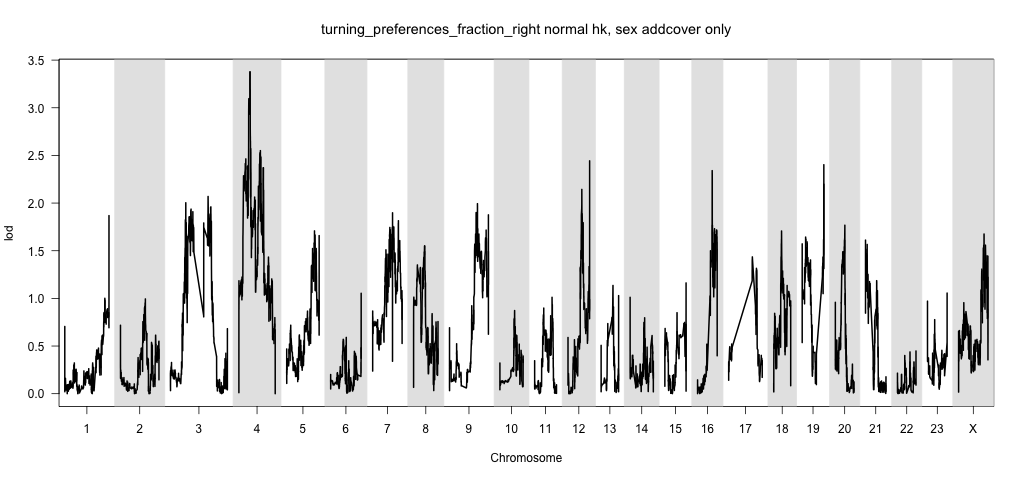 turning_preferences_fraction_right normal hk, sex addcover only
3.5
3.0
2.5
2.0
1.5
1.0
0.5
0.0
lod
1 2 3 4 5 6 7 8 9 10 11 12 13 14 15 16 17 18 19 20 21 22 23 X
Chromosome